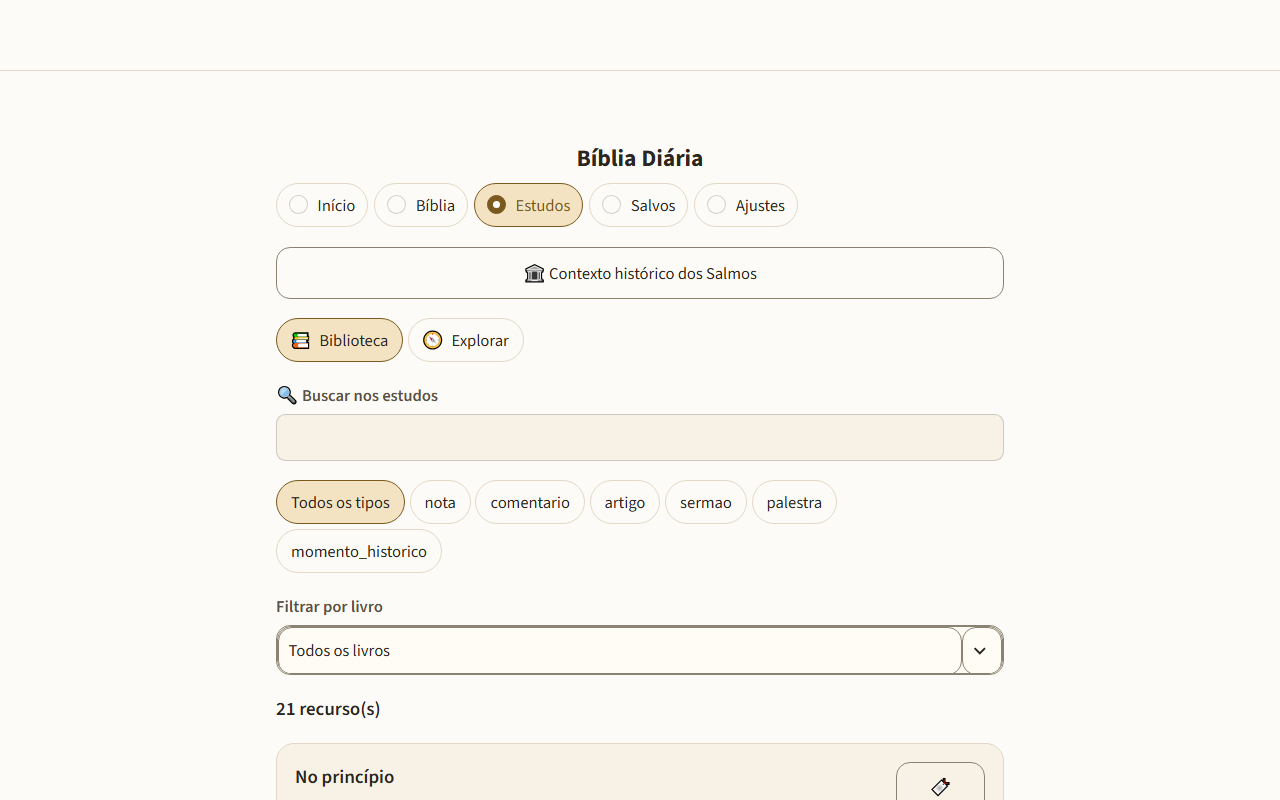 Bíblia Diária
Início Bíblia Estudos Salvos Ajustes
Contexto histórico dos Salmos
Biblioteca Explorar
Buscar nos estudos
Todos os tipos nota comentario artigo sermao palestra
momento_historico
Filtrar por livro
Todos os livros
21 recurso(s)
No princípio